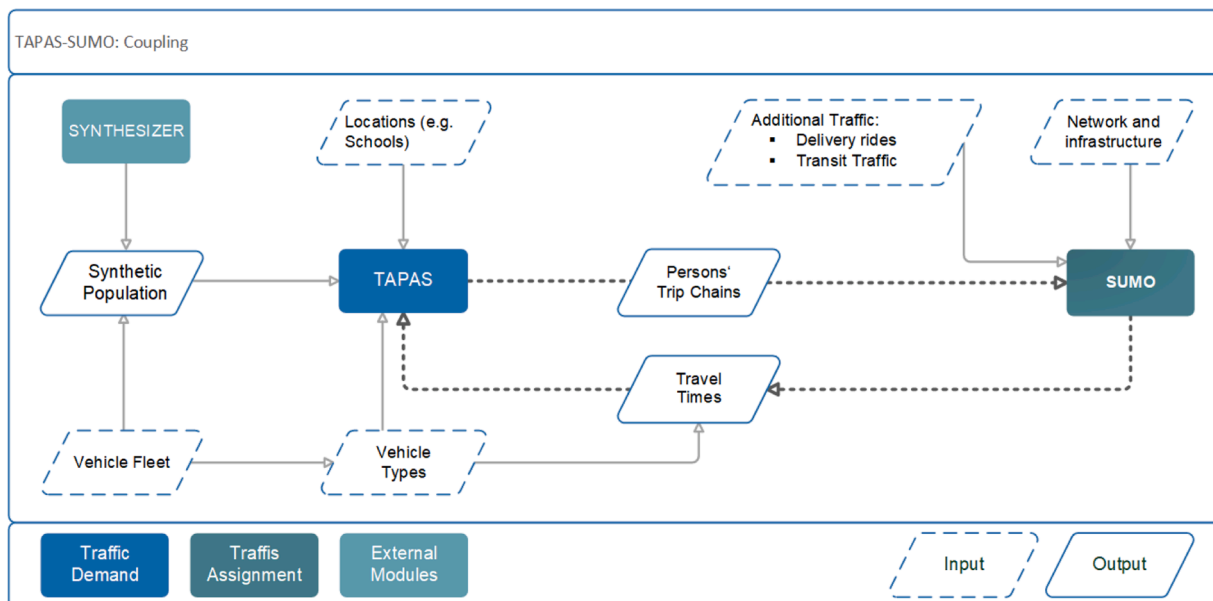 TAPAS-SUMO: Coupling
SYNTHESIZER
Locations (e.g.
Schools)
Additional Traffic:
▪ Delivery rides
▪ Transit Traffic
Network and
infrastructure
Synthetic
Population
TAPAS
Persons‘
Trip Chains
SUMO
Travel
Times
Vehicle Fleet
Vehicle
Types
Traffic
Demand
Traffis
Assignment
External
Modules
Input
Output